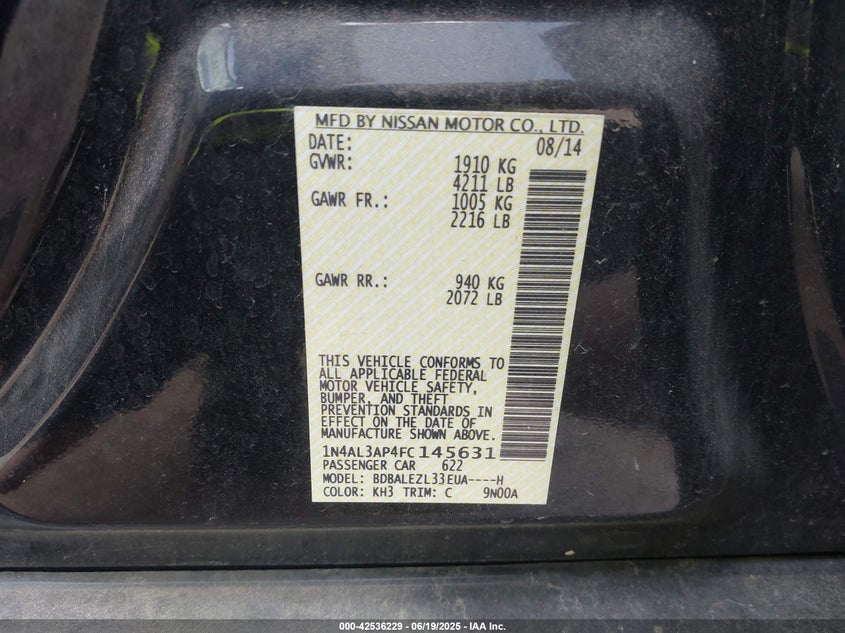 MFD BY NISSAN MOTOR CO., LTD.
DATE: 08/14
GVWR: 1910 KG
4211 LB
GAWR FR.: 1005 KG
2216 LB
GAWR RR.: 940 KG
2072 LB
THIS VEHICLE CONFORMS TO
ALL APPLICABLE FEDERAL
MOTOR VEHICLE SAFETY,
BUMPER, AND THEFT
PREVENTION STANDARDS IN
EFFECT ON THE DATE OF
MANUFACTURE SHOWN ABOVE.
1N4AL3AP4FC145631
PASSENGER CAR 622
MODEL: BDBALEZL33EUA----H
COLOR: KH3 TRIM: C 9N00A
000-42536229 - 06/19/2025 - IAA Inc.